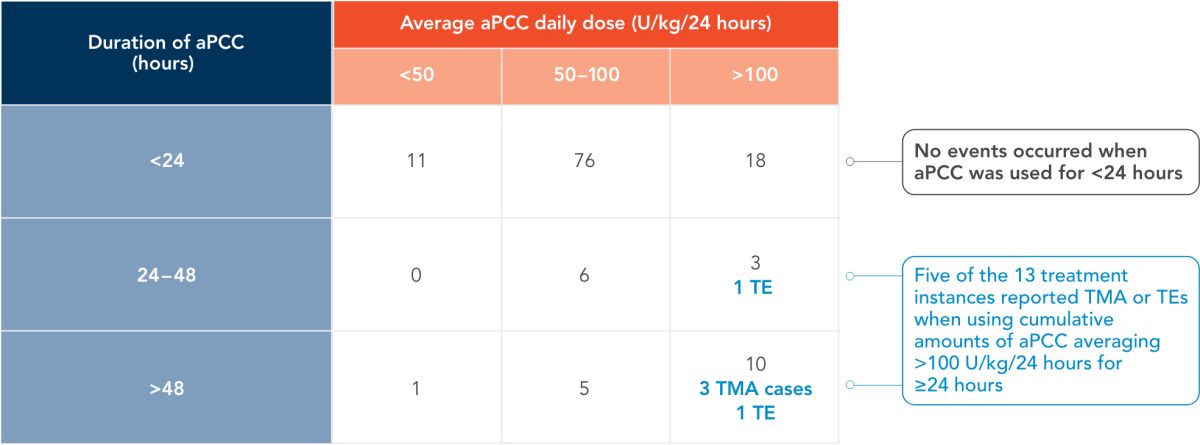 Duration of aPCC
(hours)
Average aPCC daily dose (U/kg/24 hours)
<50
50–100
>100
<24
11
76
18
No events occurred when
aPCC was used for <24 hours
24–48
0
6
3
1 TE
Five of the 13 treatment
instances reported TMA or TEs
when using cumulative
amounts of aPCC averaging
>100 U/kg/24 hours for
≥24 hours
>48
1
5
10
3 TMA cases
1 TE